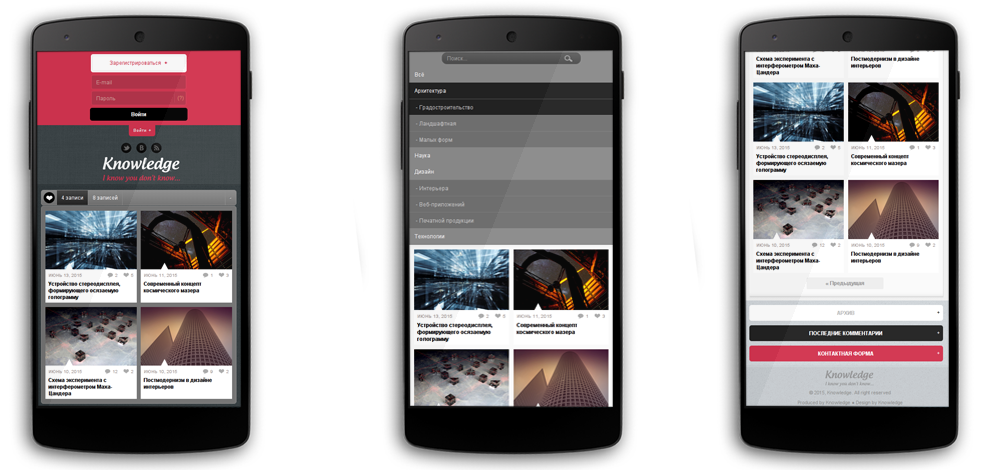 Зарегистрироваться
E-mail
Пароль (?)
Войти
Войти
Knowledge
I know you don't know...
4 записи 8 записей
ИЮНЬ 13, 2015 2 5
Устройство стереодисплея,
формирующего осязаемую
голограмму
ИЮНЬ 11, 2015 1 3
Современный концепт
космического мазера
ИЮНЬ 10, 2015 12 2
Схема эксперимента с
интерферометром Маха-
Цандера
ИЮНЬ 10, 2015 6 2
Постмодернизм в дизайне
интерьеров
Поиск...
Всё
Архитектура
- Градостроительство
- Ландшафтная
- Малых форм
Наука
Дизайн
- Интерьера
- Веб-приложений
- Печатной продукции
Технологии
ИЮНЬ 13, 2015 2 5
Устройство стереодисплея,
формирующего осязаемую
голограмму
ИЮНЬ 11, 2015 1 3
Современный концепт
космического мазера
Схема эксперимента с
интерферометром Маха-
Цандера
Постмодернизм в дизайне
интерьеров
ИЮНЬ 13, 2015 2 5
Устройство стереодисплея,
формирующего осязаемую
голограмму
ИЮНЬ 11, 2015 1 3
Современный концепт
космического мазера
ИЮНЬ 10, 2015 12 2
Схема эксперимента с
интерферометром Маха-
Цандера
ИЮНЬ 10, 2015 6 2
Постмодернизм в дизайне
интерьеров
« Предыдущая
АРХИВ
ПОСЛЕДНИЕ КОММЕНТАРИИ
КОНТАКТНАЯ ФОРМА
Knowledge
I know you don't know...
© 2015, Knowledge. All right reserved
Produced by Knowledge • Design by Knowledge